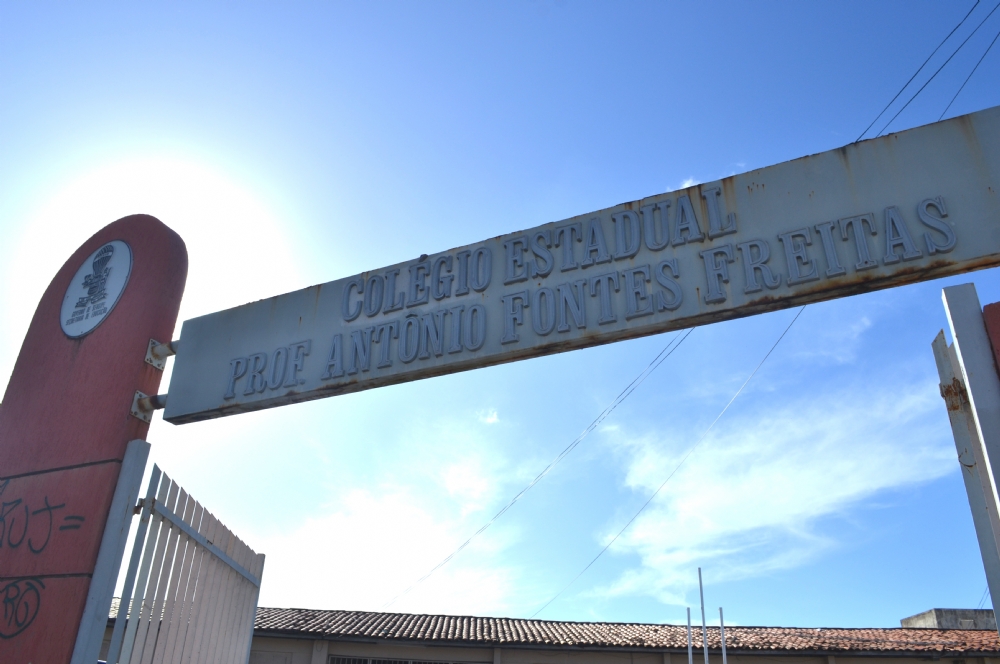 COLÉGIO ESTADUAL
PROF. ANTÔNIO FONTES FREITAS